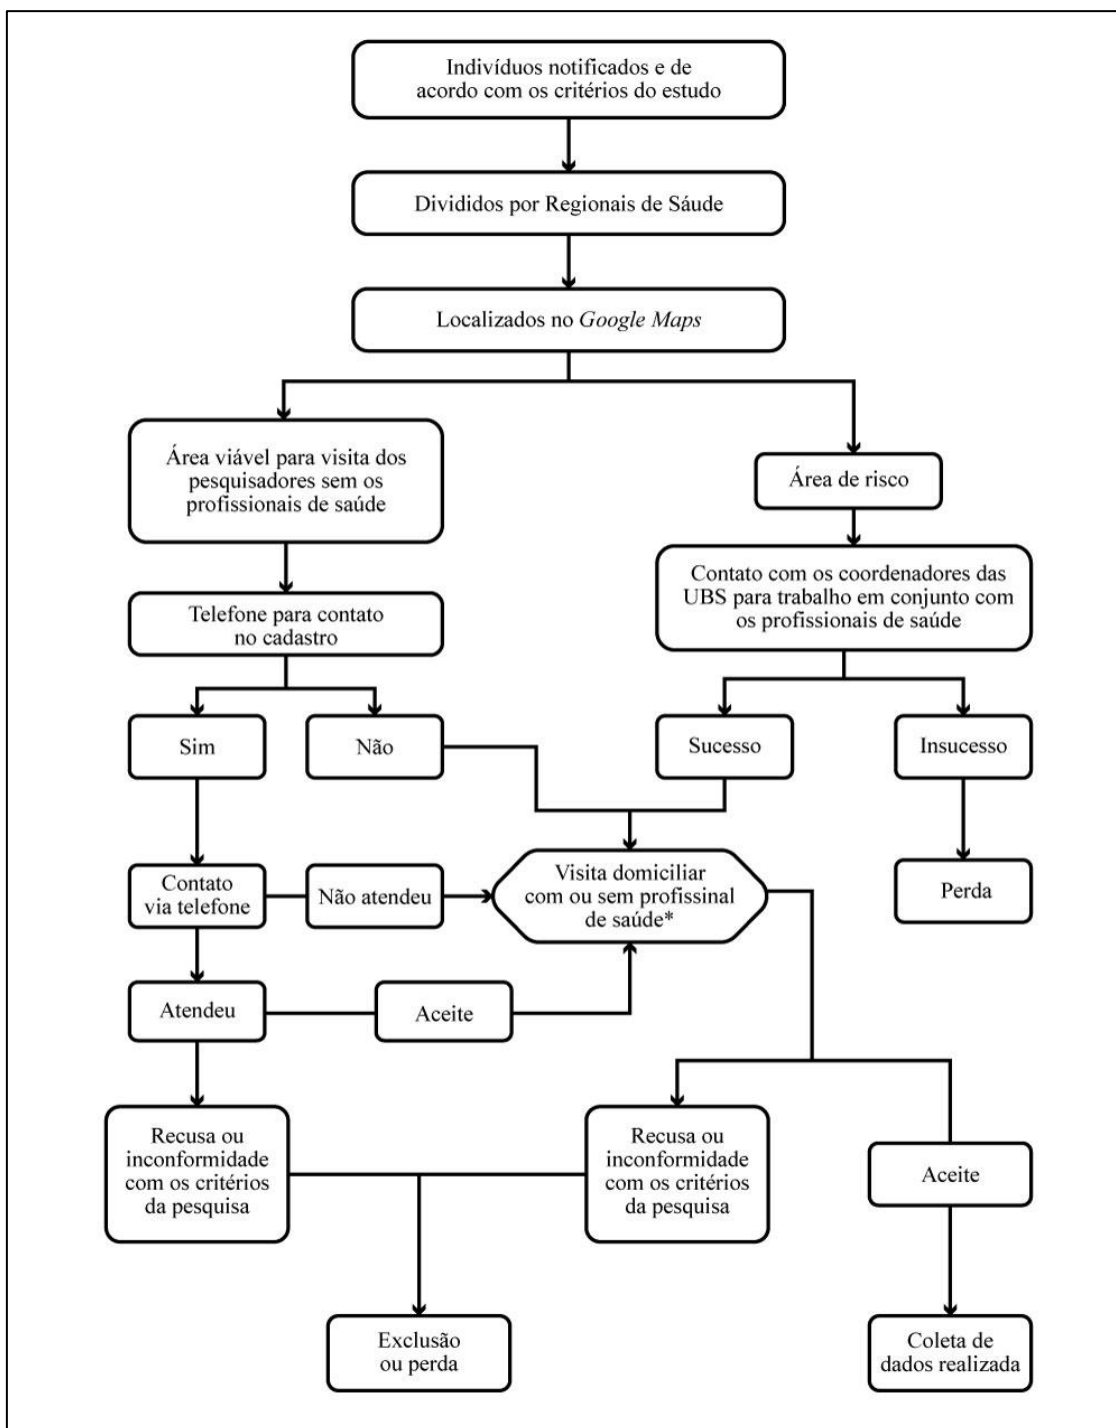 Indivíduos notificados e de
acordo com os critérios do estudo
Divididos por Regionais de Sáude
Localizados no Google Maps
Área viável para visita dos
pesquisadores sem os
profissionais de saúde
Área de risco
Contato com os coordenadores das
UBS para trabalho em conjunto com
os profissionais de saúde
Telefone para contato
no cadastro
Sim
Não
Sucesso
Insucesso
Contato
via telefone
Não atendeu
Visita domiciliar
com ou sem profissinal
de saúde*
Perda
Atendeu
Aceite
Recusa ou
inconformidade
com os critérios
da pesquisa
Recusa ou
inconformidade
com os critérios
da pesquisa
Aceite
Exclusão
ou perda
Coleta de
dados realizada